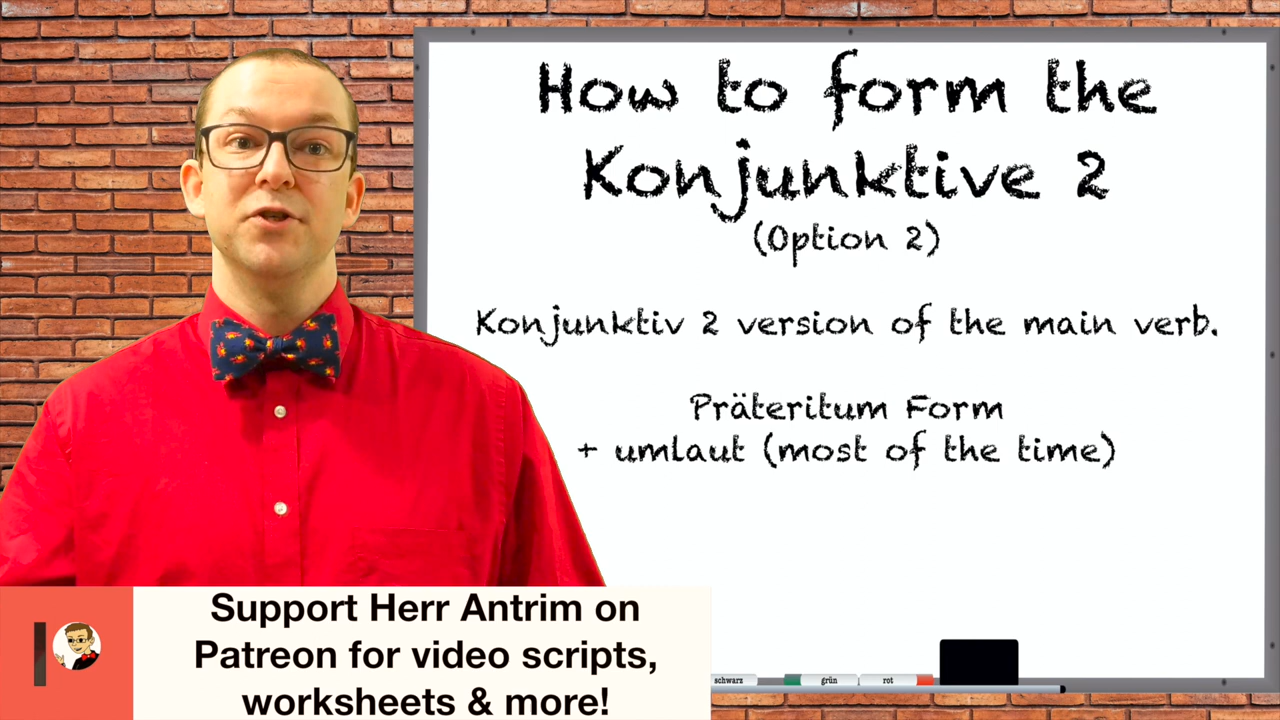 How to form the
Konjunktive 2
(Option 2)
Konjunktiv 2 version of the main verb.
Präteritum Form
+ umlaut (most of the time)
Support Herr Antrim on
Patreon for video scripts,
worksheets & more!
schwarz
grün
rot